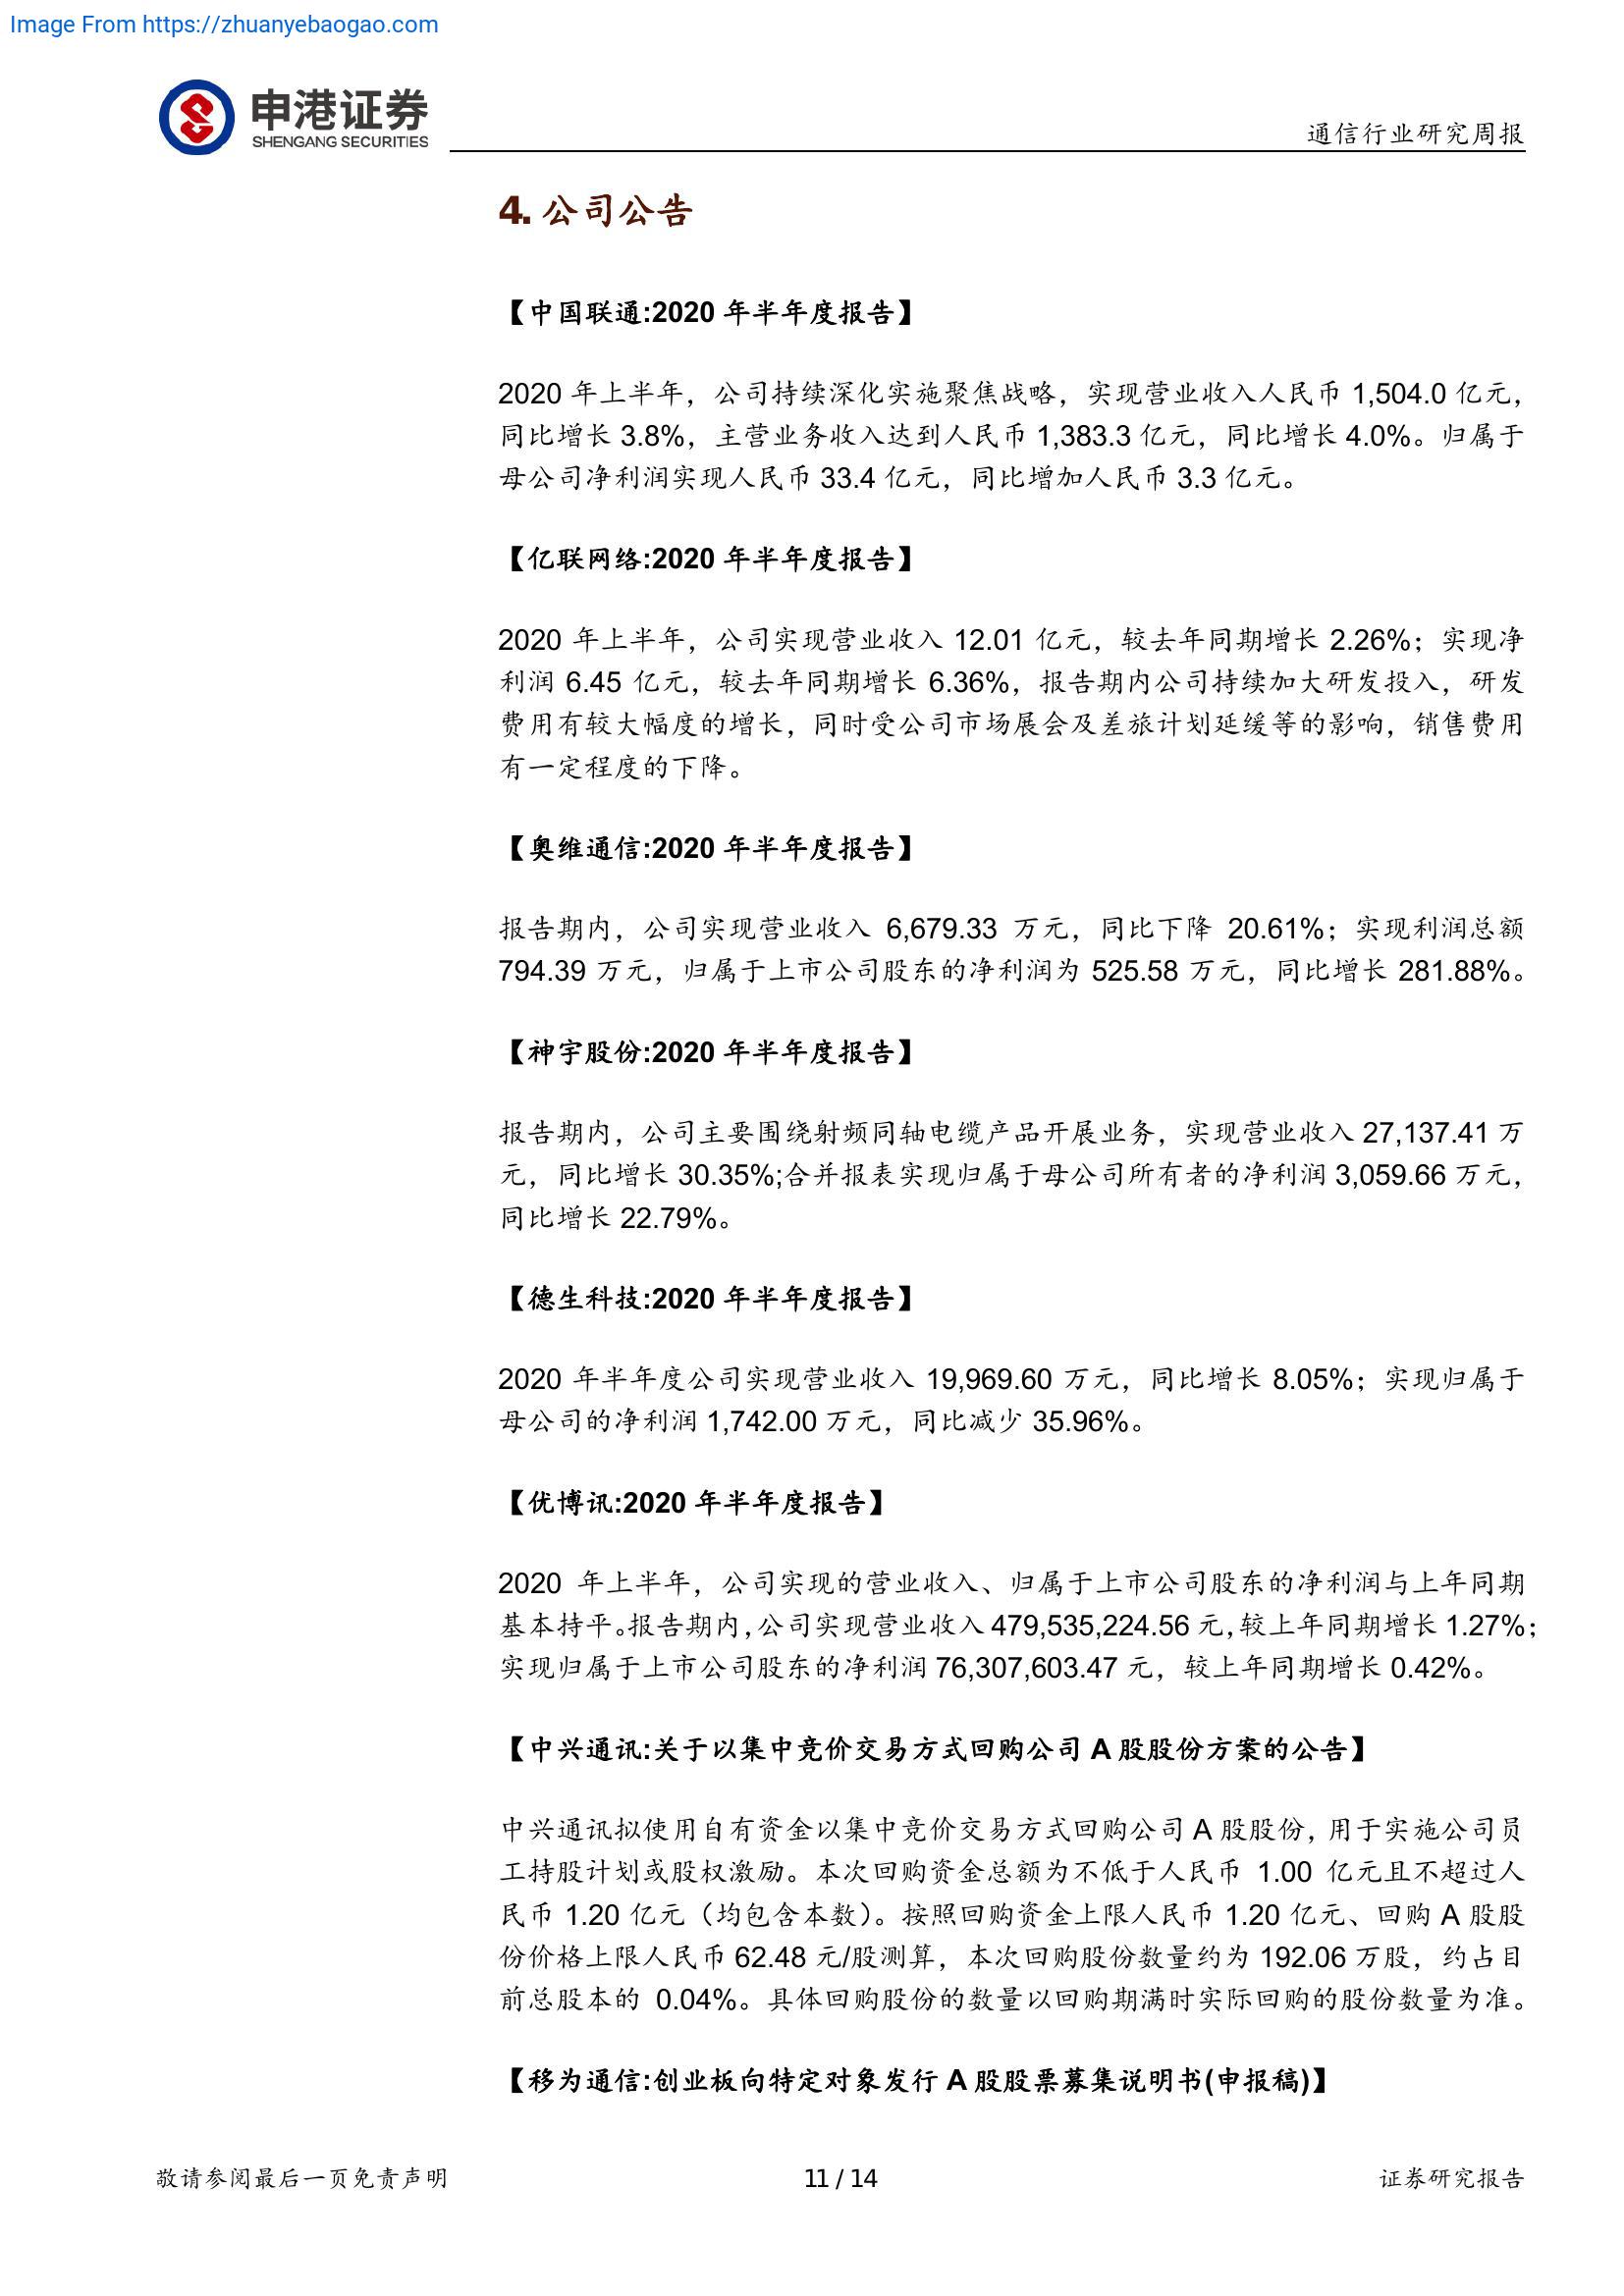 Image From https://zhuanyebaogao.com
申港证券
SHENGANG SECURITIES
通信行业研究周报
4. 公司公告
【中国联通:2020 年半年度报告】
2020 年上半年，公司持续深化实施聚焦战略，实现营业收入人民币 1,504.0 亿元，
同比增长 3.8%，主营业务收入达到人民币 1,383.3 亿元，同比增长 4.0%。归属于
母公司净利润实现人民币 33.4 亿元，同比增加人民币 3.3 亿元。
【亿联网络:2020 年半年度报告】
2020 年上半年，公司实现营业收入 12.01 亿元，较去年同期增长 2.26%；实现净
利润 6.45 亿元，较去年同期增长 6.36%，报告期内公司持续加大研发投入，研发
费用有较大幅度的增长，同时受公司市场展会及差旅计划延缓等的影响，销售费用
有一定程度的下降。
【奥维通信:2020 年半年度报告】
报告期内，公司实现营业收入 6,679.33 万元，同比下降 20.61%；实现利润总额
794.39 万元，归属于上市公司股东的净利润为 525.58 万元，同比增长 281.88%。
【神宇股份:2020 年半年度报告】
报告期内，公司主要围绕射频同轴电缆产品开展业务，实现营业收入 27,137.41 万
元，同比增长 30.35%;合并报表实现归属于母公司所有者的净利润 3,059.66 万元，
同比增长 22.79%。
【德生科技:2020 年半年度报告】
2020 年半年度公司实现营业收入 19,969.60 万元，同比增长 8.05%；实现归属于
母公司的净利润 1,742.00 万元，同比减少 35.96%。
【优博讯:2020 年半年度报告】
2020 年上半年，公司实现的营业收入、归属于上市公司股东的净利润与上年同期
基本持平。报告期内，公司实现营业收入 479,535,224.56 元，较上年同期增长 1.27%；
实现归属于上市公司股东的净利润 76,307,603.47 元，较上年同期增长 0.42%。
【中兴通讯:关于以集中竞价交易方式回购公司 A 股股份方案的公告】
中兴通讯拟使用自有资金以集中竞价交易方式回购公司 A 股股份，用于实施公司员
工持股计划或股权激励。本次回购资金总额为不低于人民币 1.00 亿元且不超过人
民币 1.20 亿元（均包含本数）。按照回购资金上限人民币 1.20 亿元、回购 A 股股
份价格上限人民币 62.48 元/股测算，本次回购股份数量约为 192.06 万股，约占目
前总股本的 0.04%。具体回购股份的数量以回购期满时实际回购的股份数量为准。
【移为通信:创业板向特定对象发行 A 股股票募集说明书(申报稿)】
敬请参阅最后一页免责声明
11 / 14
证券研究报告